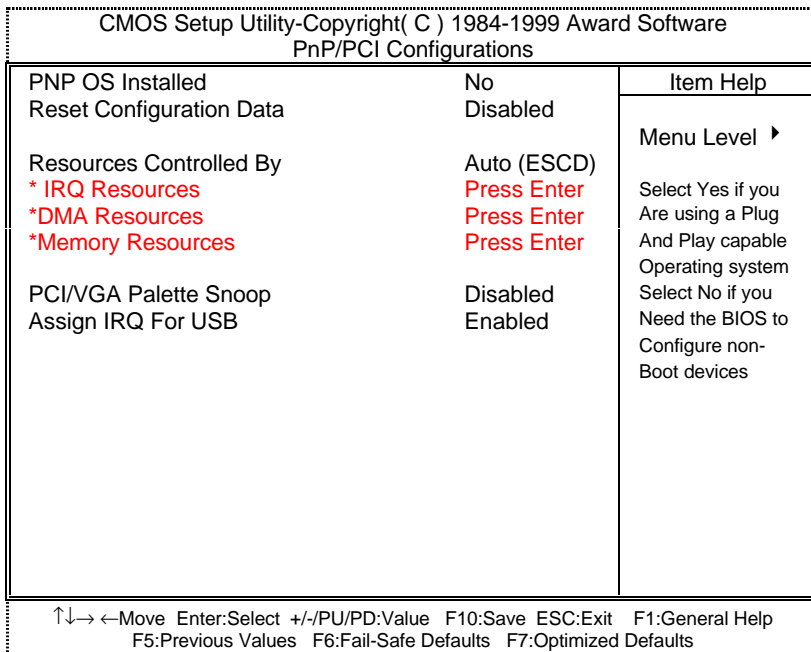 CMOS Setup Utility-Copyright( C ) 1984-1999 Award Software
PnP/PCI Configurations
PNP OS Installed No
Reset Configuration Data Disabled
Resources Controlled By Auto (ESCD)
* IRQ Resources Press Enter
*DMA Resources Press Enter
*Memory Resources Press Enter
PCI/VGA Palette Snoop Disabled
Assign IRQ For USB Enabled
Item Help
Menu Level
Select Yes if you
Are using a Plug
And Play capable
Operating system
Select No if you
Need the BIOS to
Configure non-
Boot devices
↑↓→ ←Move Enter:Select +/-/PU/PD:Value F10:Save ESC:Exit F1:General Help
F5:Previous Values F6:Fail-Safe Defaults F7:Optimized Defaults